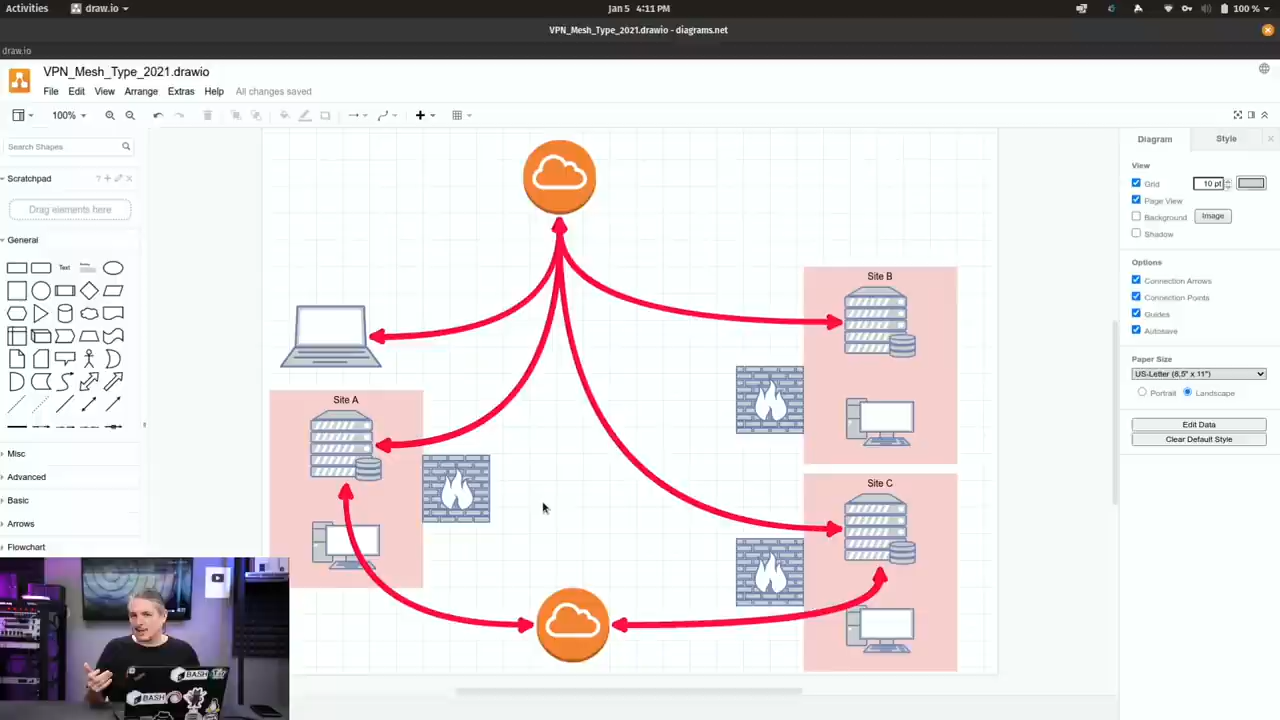 Activities
draw.io
Jan 5 4:11 PM
100 %
VPN_Mesh_Type_2021.drawio - diagrams.net
draw.io
VPN_Mesh_Type_2021.drawio
File Edit View Arrange Extras Help All changes saved
100%
Search Shapes
Scratchpad
Drag elements here
General
Text
Misc
Advanced
Basic
Arrows
Flowchart
Site A
Site B
Site C
BASH
BASH
Diagram Style
View
Grid 10 pt
Page View
Background Image
Shadow
Options
Connection Arrows
Connection Points
Guides
Autosave
Paper Size
US-Letter (8,5" x 11")
Portrait Landscape
Edit Data
Clear Default Style